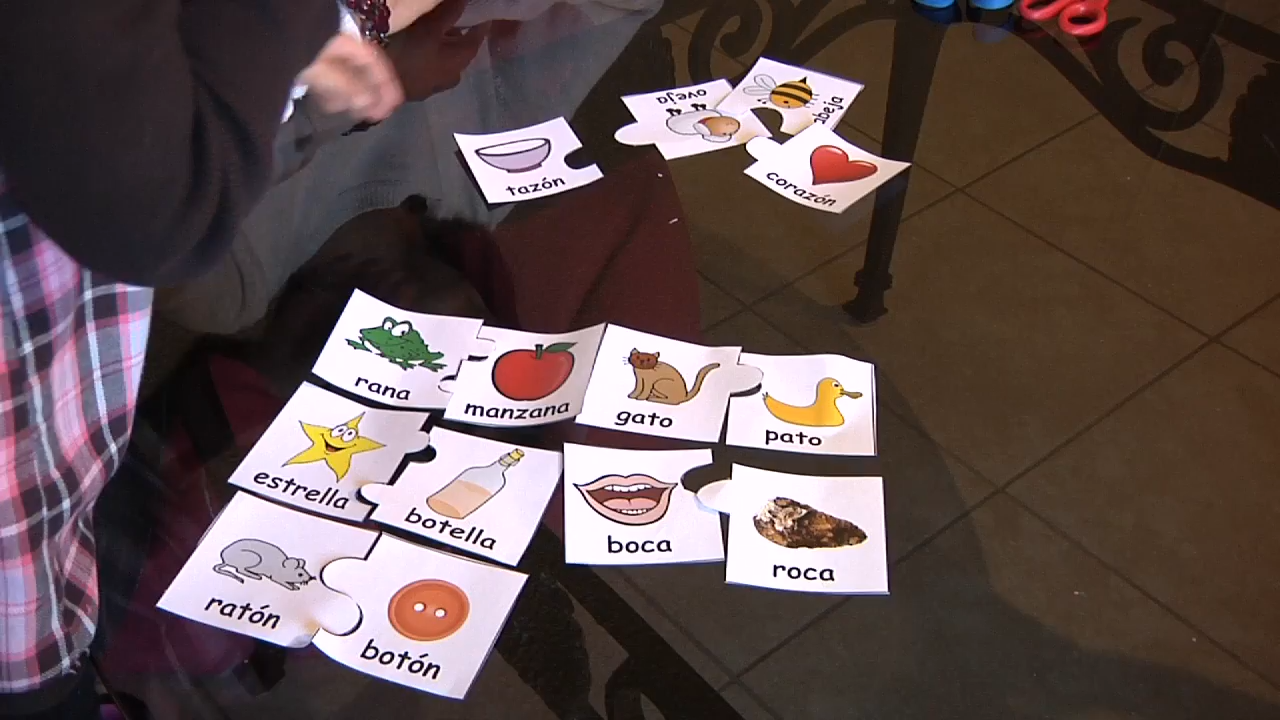 oveja
abeja
tazón
corazón
rana
manzana
gato
pato
estrella
botella
boca
roca
ratón
botón